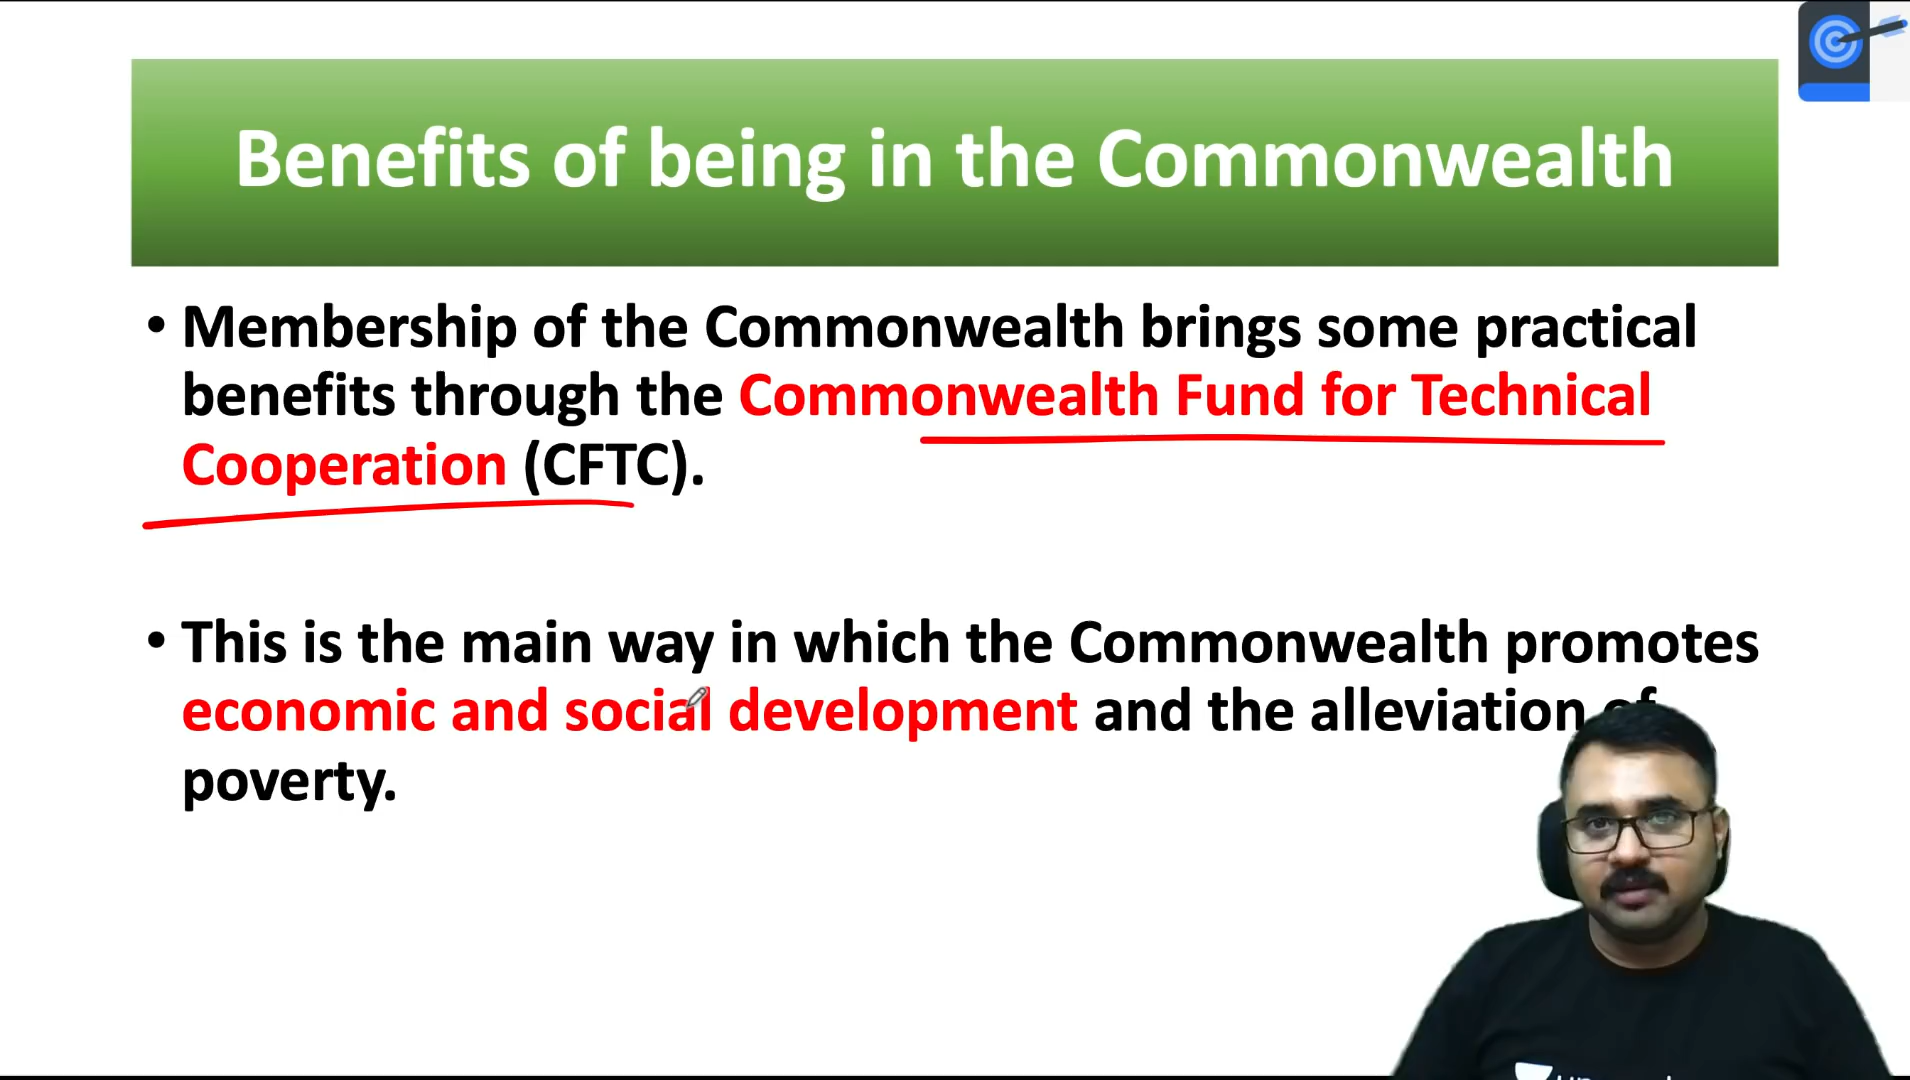 Benefits of being in the Commonwealth
• Membership of the Commonwealth brings some practical
benefits through the Commonwealth Fund for Technical
Cooperation (CFTC).
• This is the main way in which the Commonwealth promotes
economic and social development and the alleviation of
poverty.